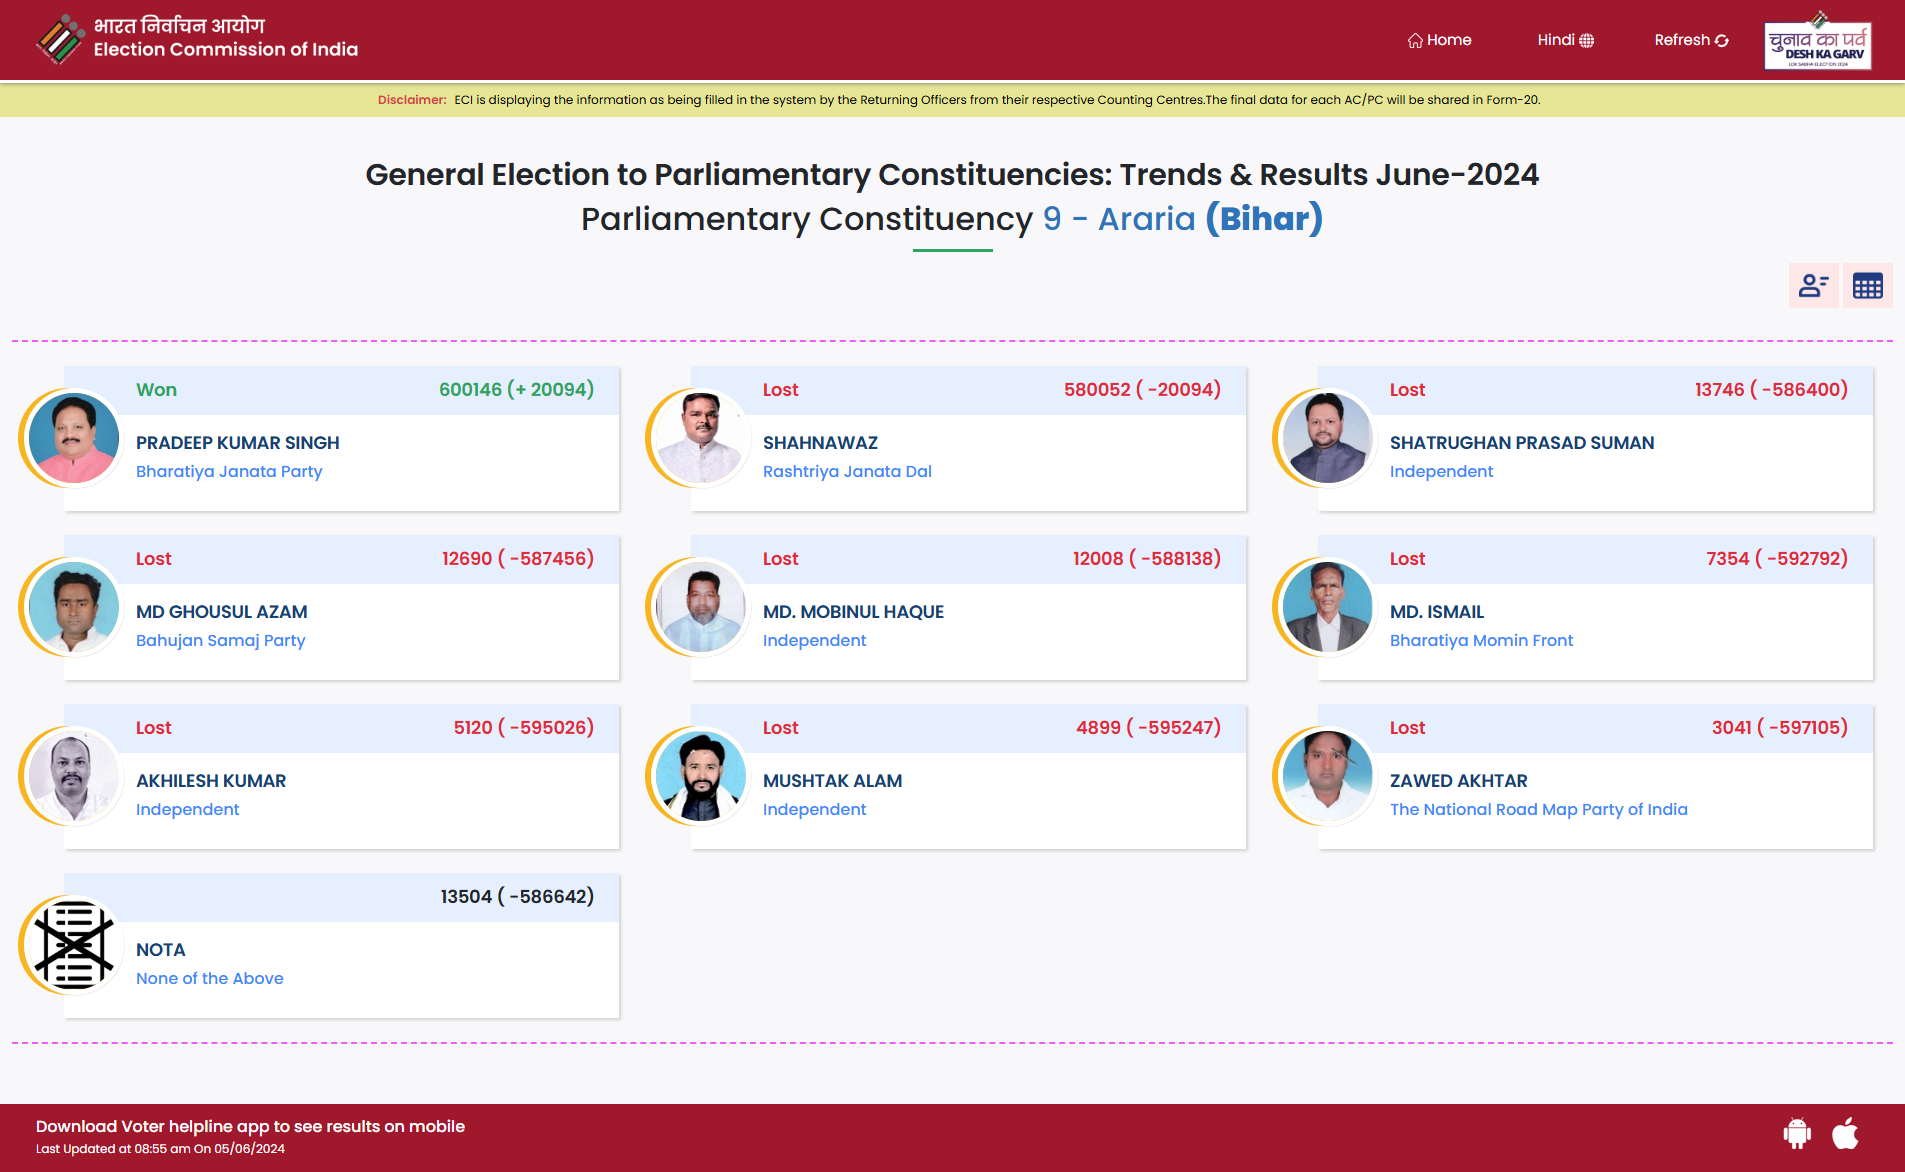 भारत निर्वाचन आयोग
Election Commission of India
Home
Hindi
Refresh
चुनाव का पर्व
DESH KA GARV
LOK SABHA ELECTION 2024
Disclaimer: ECI is displaying the information as being filled in the system by the Returning Officers from their respective Counting Centres.The final data for each AC/PC will be shared in Form-20.
General Election to Parliamentary Constituencies: Trends & Results June-2024
Parliamentary Constituency 9 - Araria (Bihar)
Won 600146 (+ 20094)
PRADEEP KUMAR SINGH
Bharatiya Janata Party
Lost 580052 ( -20094)
SHAHNAWAZ
Rashtriya Janata Dal
Lost 13746 ( -586400)
SHATRUGHAN PRASAD SUMAN
Independent
Lost 12690 ( -587456)
MD GHOUSUL AZAM
Bahujan Samaj Party
Lost 12008 ( -588138)
MD. MOBINUL HAQUE
Independent
Lost 7354 ( -592792)
MD. ISMAIL
Bharatiya Momin Front
Lost 5120 ( -595026)
AKHILESH KUMAR
Independent
Lost 4899 ( -595247)
MUSHTAK ALAM
Independent
Lost 3041 ( -597105)
ZAWED AKHTAR
The National Road Map Party of India
13504 ( -586642)
NOTA
None of the Above
Download Voter helpline app to see results on mobile
Last Updated at 08:55 am On 05/06/2024